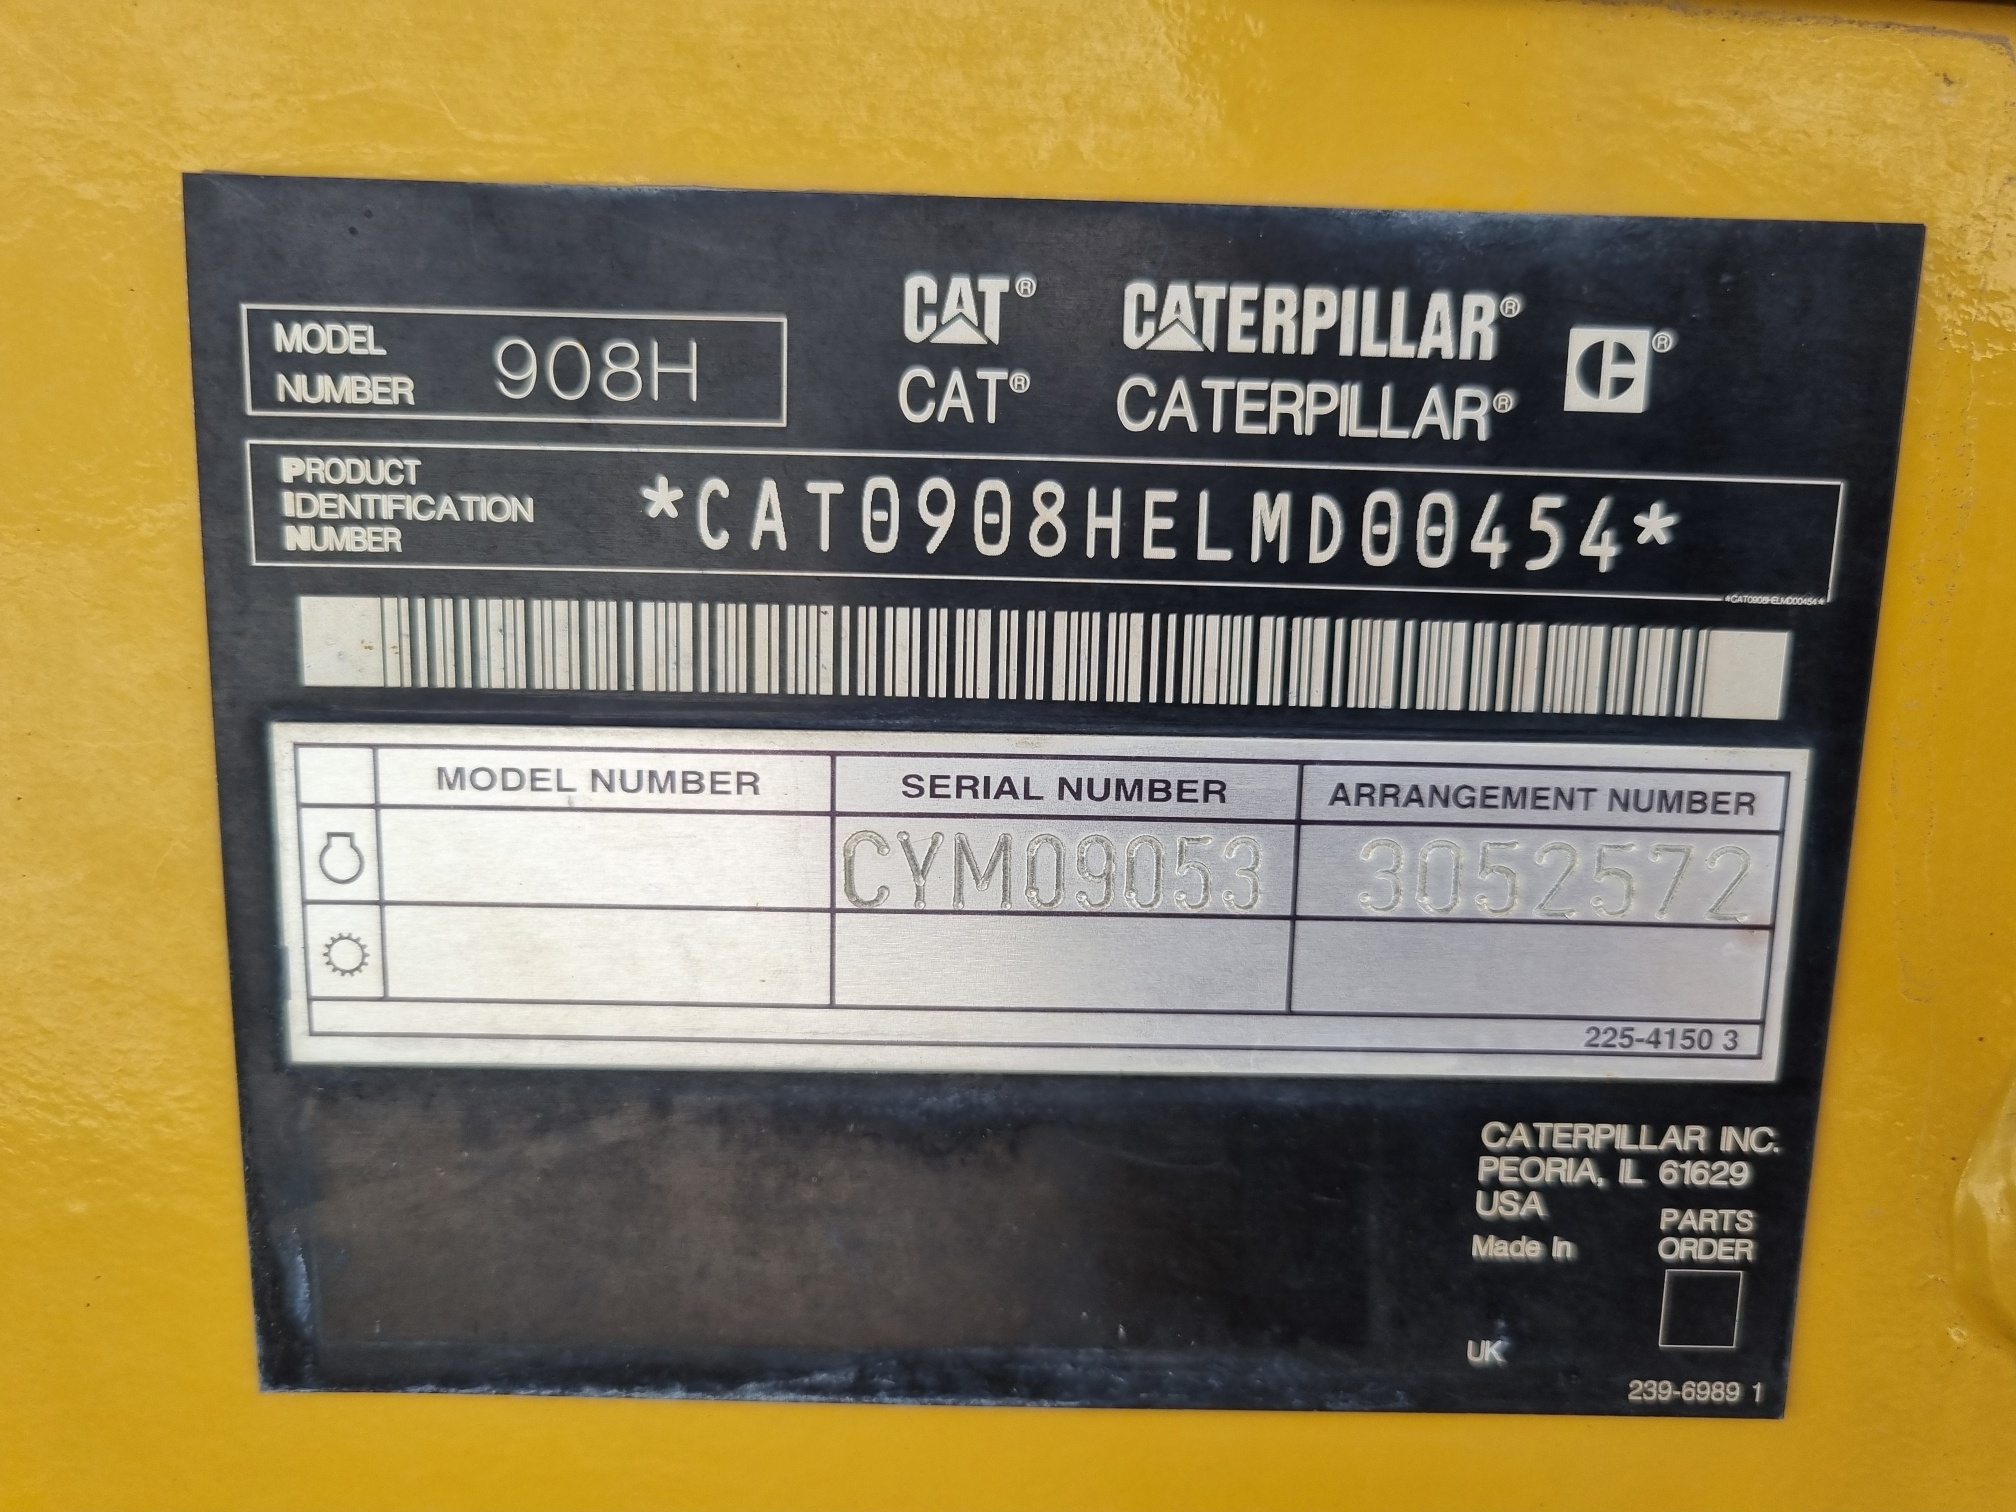 CAT® CATERPILLAR® ®
MODEL NUMBER 908H
CAT® CATERPILLAR®
PRODUCT IDENTIFICATION NUMBER *CAT0908HELMD00454*
*CAT0908HELMD00454*
MODEL NUMBER SERIAL NUMBER ARRANGEMENT NUMBER
CYM09053 3052572
225-4150 3
CATERPILLAR INC.
PEORIA, IL 61629
USA
PARTS
Made in ORDER
UK
239-6989 1